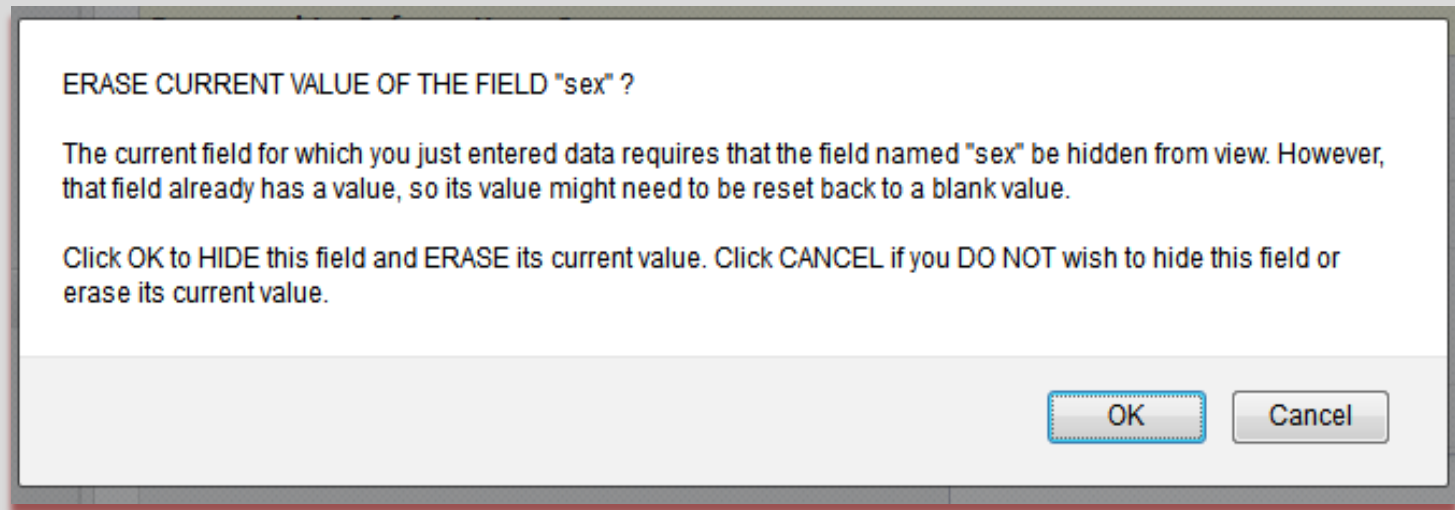 ERASE CURRENT VALUE OF THE FIELD "sex" ?
The current field for which you just entered data requires that the field named "sex" be hidden from view. However,
that field already has a value, so its value might need to be reset back to a blank value.
Click OK to HIDE this field and ERASE its current value. Click CANCEL if you DO NOT wish to hide this field or
erase its current value.
OK Cancel